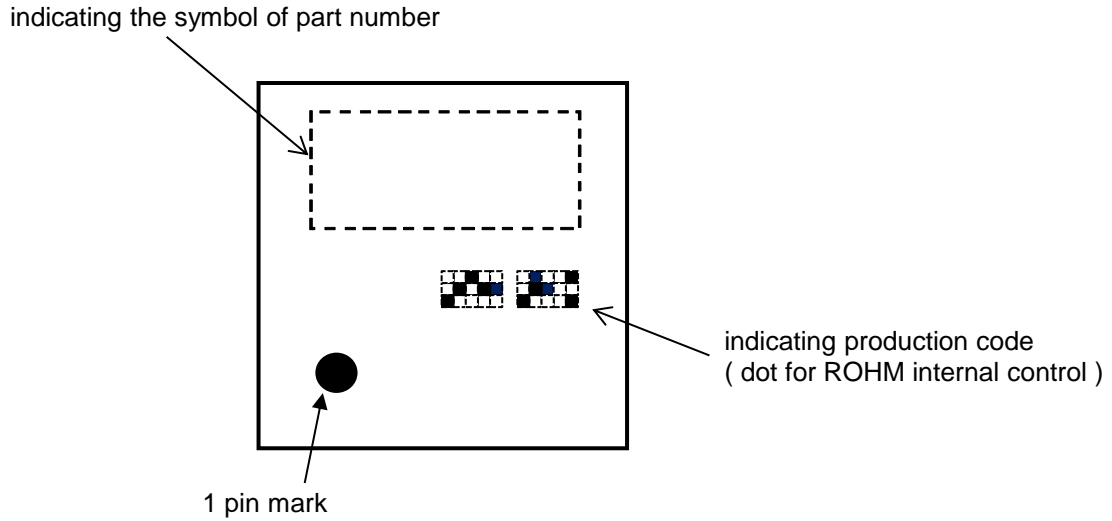 indicating the symbol of part number
indicating production code
( dot for ROHM internal control )
1 pin mark